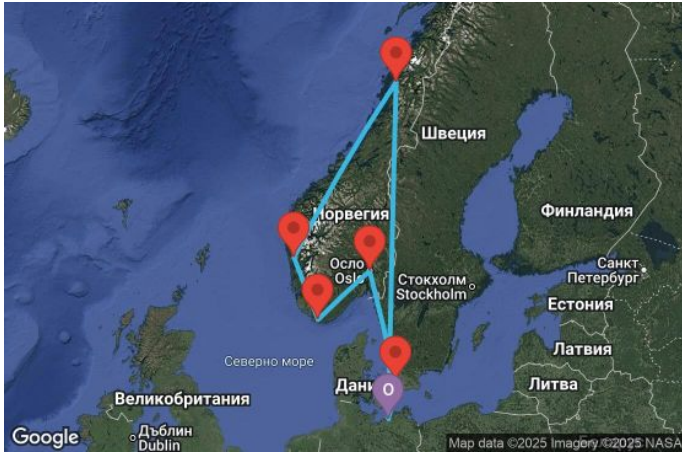 Швеция
Норвегия
Финландия
Осло
Oslo
Санкт
Петербург
Стокхолм
Stockholm
Естония
Латвия
Северно море
Дани
O
Литва
Великобритания
Дъблин
Dublin
Google
Map data ©2025 Imagery ©2025 NASA